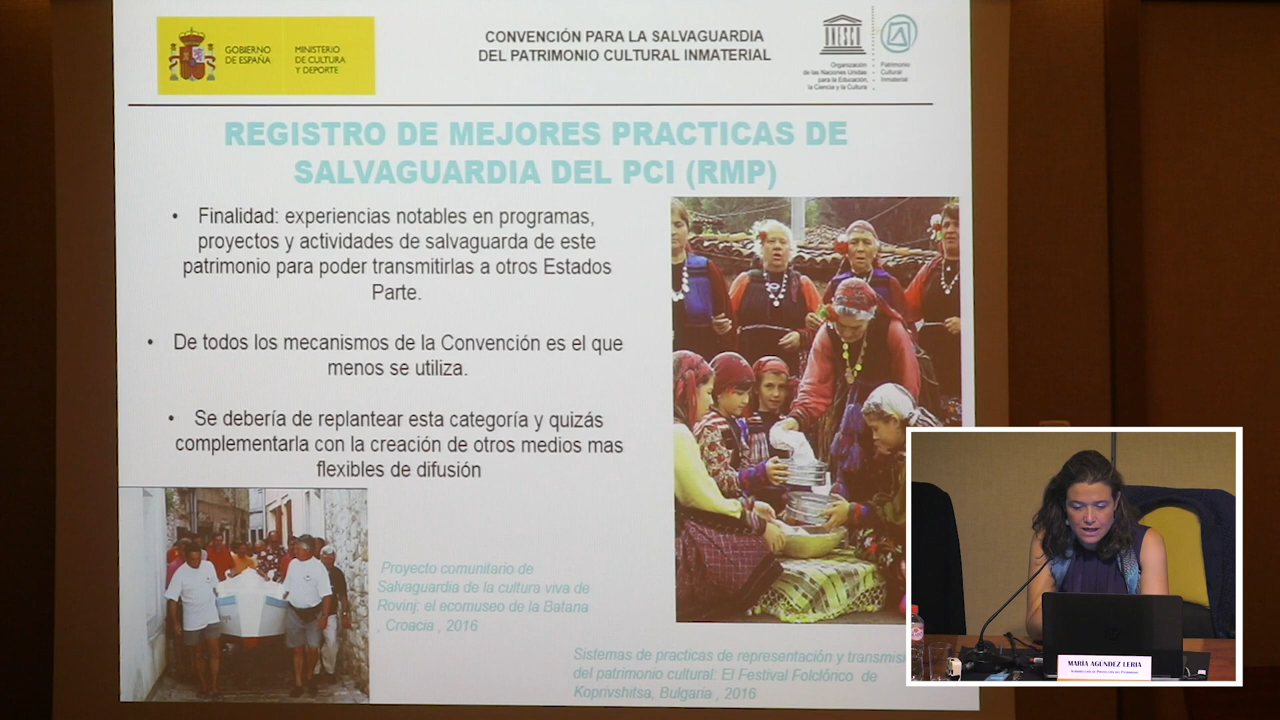 GOBIERNO
DE ESPAÑA
MINISTERIO
DE CULTURA
Y DEPORTE
CONVENCIÓN PARA LA SALVAGUARDIA
DEL PATRIMONIO CULTURAL INMATERIAL
UNESCO
Organización
de las Naciones Unidas
para la Educación,
la Ciencia y la Cultura
Patrimonio
Cultural
Inmaterial
REGISTRO DE MEJORES PRACTICAS DE
SALVAGUARDIA DEL PCI (RMP)
• Finalidad: experiencias notables en programas,
proyectos y actividades de salvaguarda de este
patrimonio para poder transmitirlas a otros Estados
Parte.
• De todos los mecanismos de la Convención es el que
menos se utiliza.
• Se debería de replantear esta categoría y quizás
complementarla con la creación de otros medios mas
flexibles de difusión
Proyecto comunitario de
Salvaguardia de la cultura viva de
Rovinj: el ecomuseo de la Batana
, Croacia , 2016
Sistemas de practicas de representación y transmisi
del patrimonio cultural: El Festival Folclórico de
Koprivshitsa, Bulgaria , 2016
MARÍA AGÚNDEZ LERIA